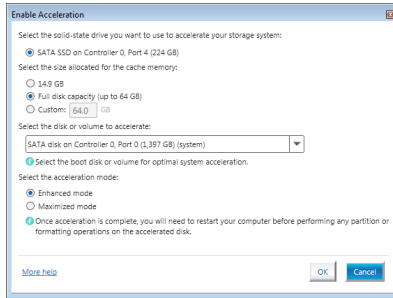 Enable Acceleration
Select the solid-state drive you want to use to accelerate your storage system:
SATA SSD on Controller 0, Port 4 (224 GB)
Select the size allocated for the cache memory:
14.9 GB
Full disk capacity (up to 64 GB)
Custom: 64.0 GB
Select the disk or volume to accelerate:
SATA disk on Controller 0, Port 0 (1,397 GB) (system)
Select the boot disk or volume for optimal system acceleration.
Select the acceleration mode:
Enhanced mode
Maximized mode
Once acceleration is complete, you will need to restart your computer before performing any partition or
formatting operations on the accelerated disk.
More help
OK
Cancel